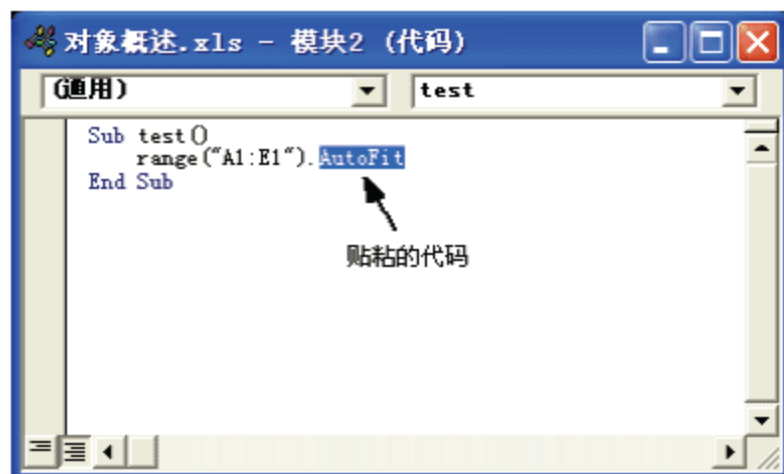 对象概述.xls - 模块2 (代码)
(通用)
test
Sub test()
range("A1:E1").AutoFit
End Sub
贴粘的代码